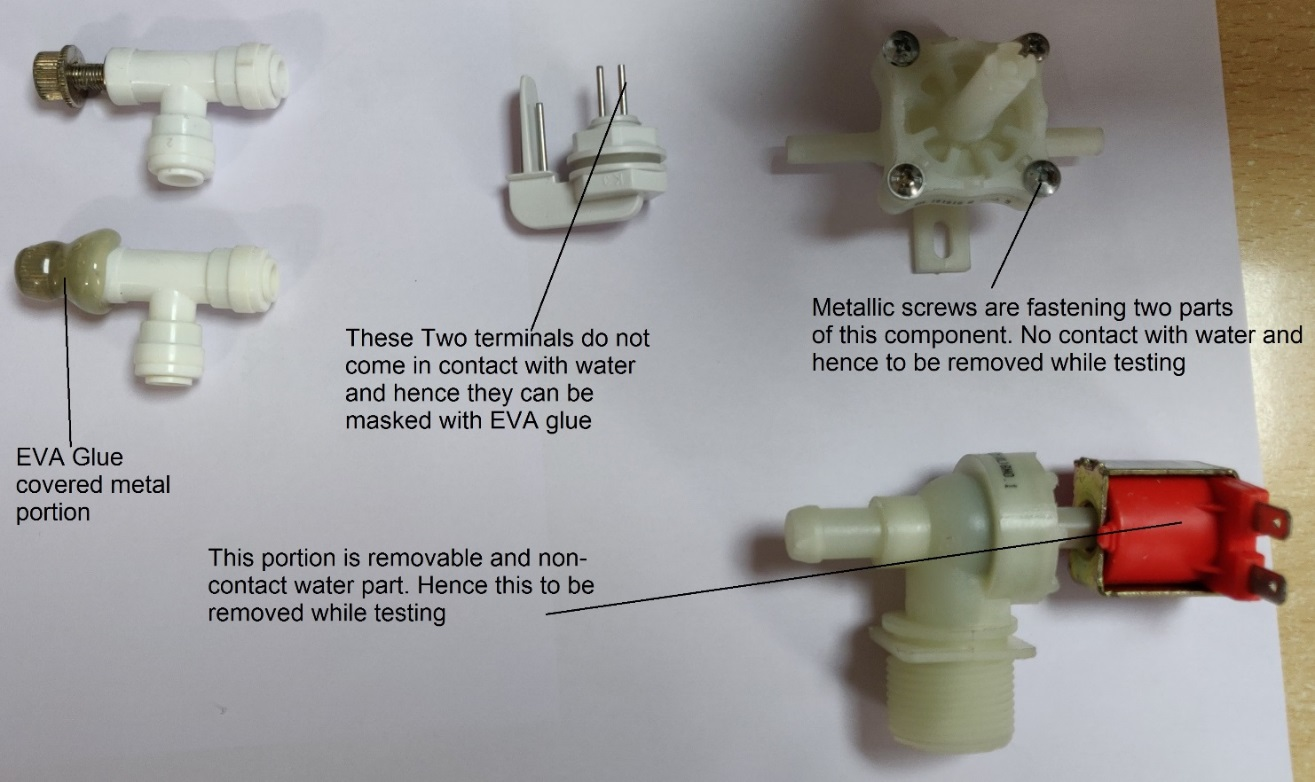 These Two terminals do not
come in contact with water
and hence they can be
masked with EVA glue
Metallic screws are fastening two parts
of this component. No contact with water and
hence to be removed while testing
EVA Glue
covered metal
portion
This portion is removable and non-
contact water part. Hence this to be
removed while testing